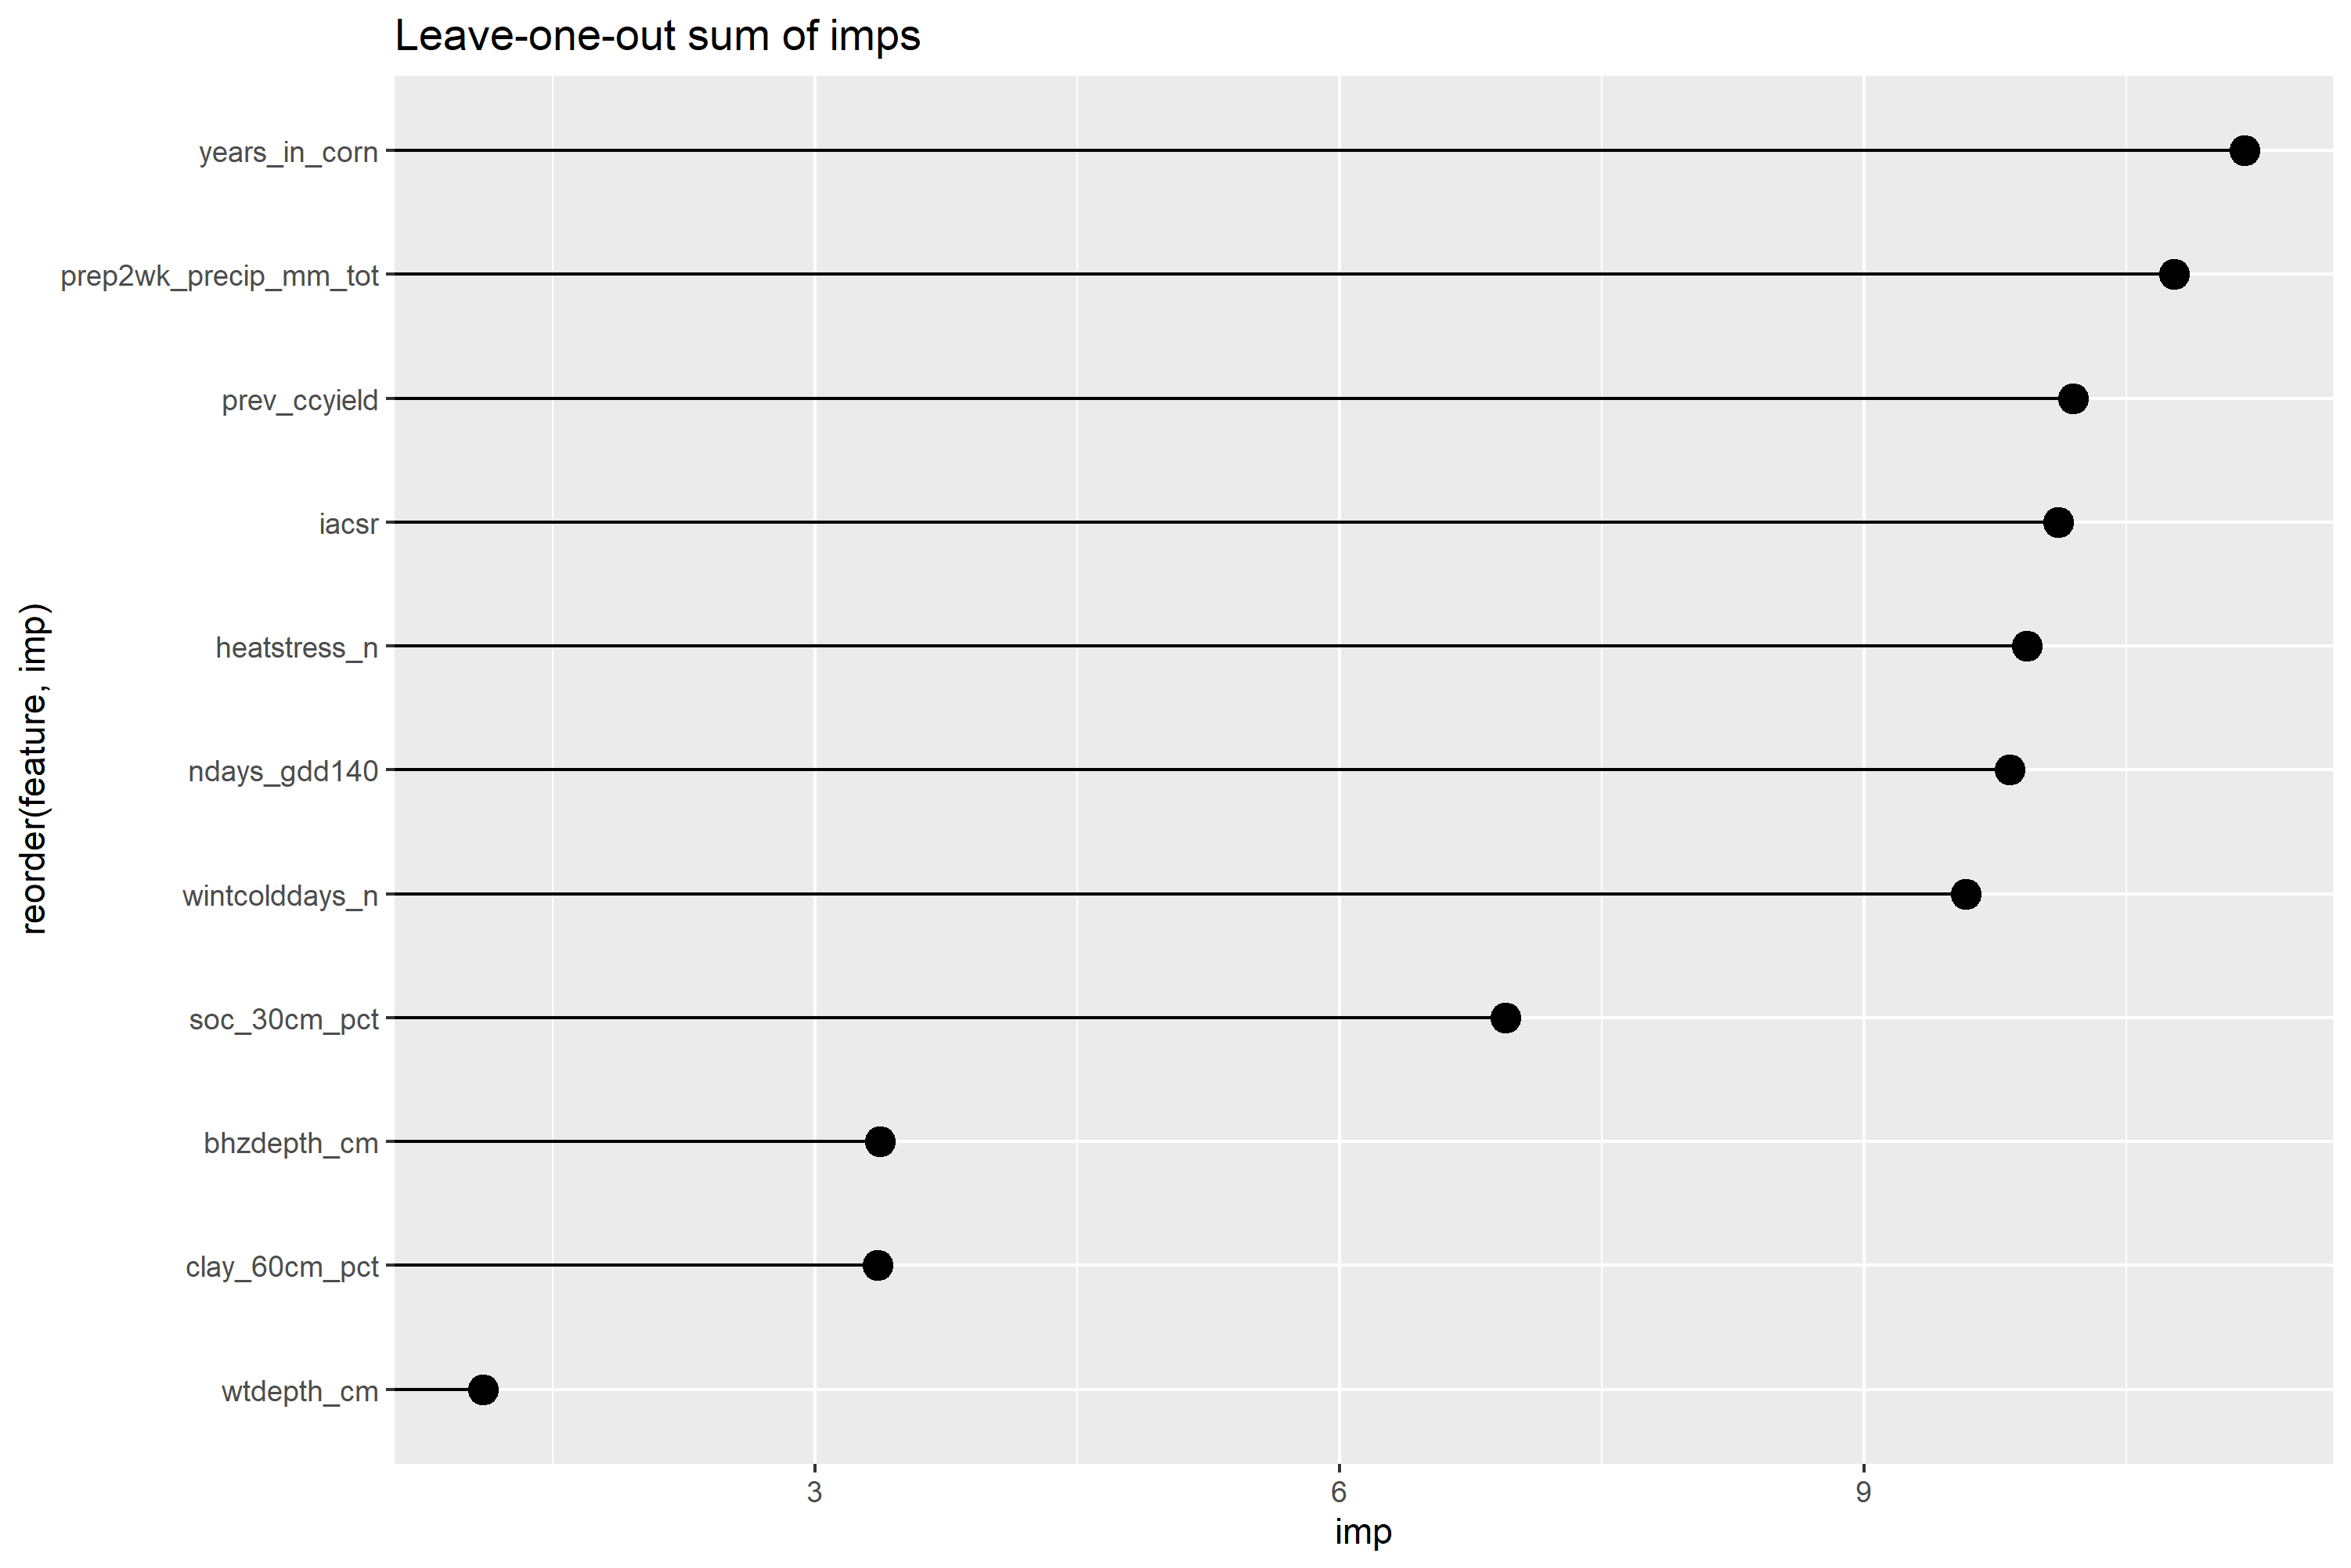 Leave-one-out sum of imps
years_in_corn
prep2wk_precip_mm_tot
prev_ccyield
iacsr
heatstress_n
ndays_gdd140
wintcolddays_n
soc_30cm_pct
bhzdepth_cm
clay_60cm_pct
wtdepth_cm
reorder(feature, imp)
3 6 9
imp